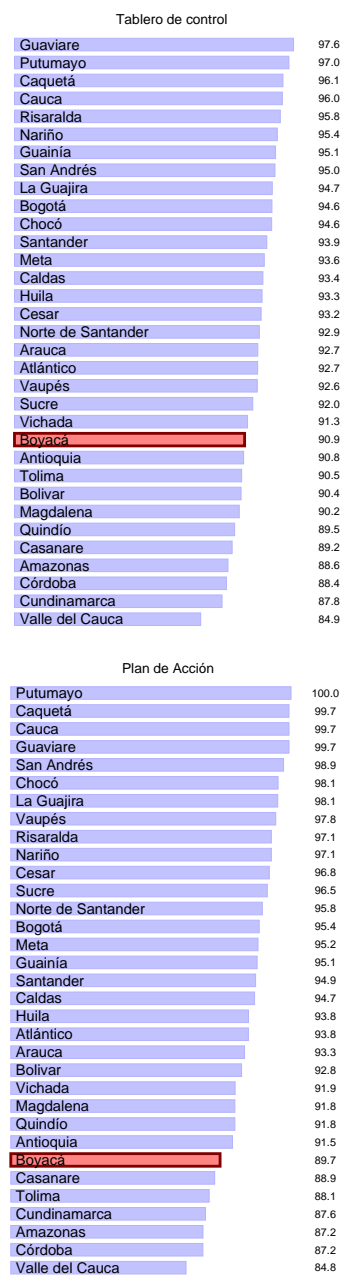 Tablero de control
Guaviare 97.6
Putumayo 97.0
Caquetá 96.1
Cauca 96.0
Risaralda 95.8
Nariño 95.4
Guainía 95.1
San Andrés 95.0
La Guajira 94.7
Bogotá 94.6
Chocó 94.6
Santander 93.9
Meta 93.6
Caldas 93.4
Huila 93.3
Cesar 93.2
Norte de Santander 92.9
Arauca 92.7
Atlántico 92.7
Vaupés 92.6
Sucre 92.0
Vichada 91.3
Boyacá 90.9
Antioquia 90.8
Tolima 90.5
Bolivar 90.4
Magdalena 90.2
Quindío 89.5
Casanare 89.2
Amazonas 88.6
Córdoba 88.4
Cundinamarca 87.8
Valle del Cauca 84.9
Plan de Acción
Putumayo 100.0
Caquetá 99.7
Cauca 99.7
Guaviare 99.7
San Andrés 98.9
Chocó 98.1
La Guajira 98.1
Vaupés 97.8
Risaralda 97.1
Nariño 97.1
Cesar 96.8
Sucre 96.5
Norte de Santander 95.8
Bogotá 95.4
Meta 95.2
Guainía 95.1
Santander 94.9
Caldas 94.7
Huila 93.8
Atlántico 93.8
Arauca 93.3
Bolivar 92.8
Vichada 91.9
Magdalena 91.8
Quindío 91.8
Antioquia 91.5
Boyacá 89.7
Casanare 88.9
Tolima 88.1
Cundinamarca 87.6
Amazonas 87.2
Córdoba 87.2
Valle del Cauca 84.8